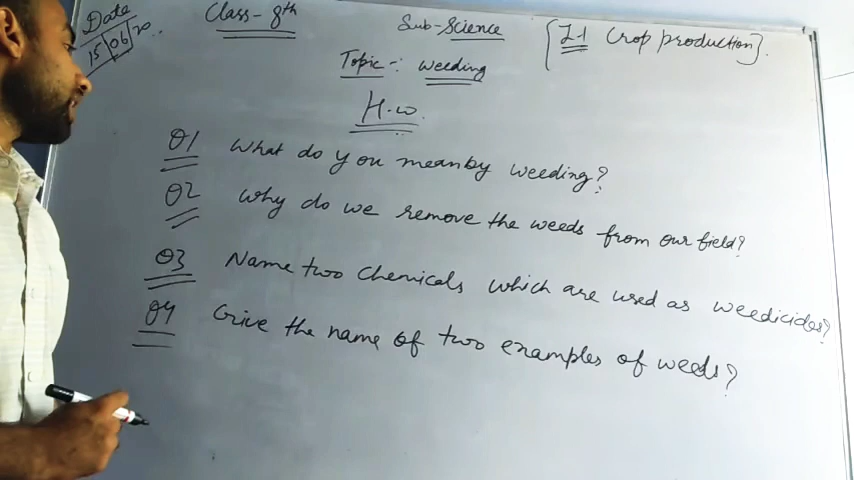 Date
15/06/20
Class-8th
Sub-Science
[L-1 Crop production].
Topic:- weeding
H.w.
Q1 What do you meanby weeding?
Q2 Why do we remove the weeds from our field?
Q3 Name two Chemicals which are used as weedicides?
Q4 Give the name of two examples of weeds?